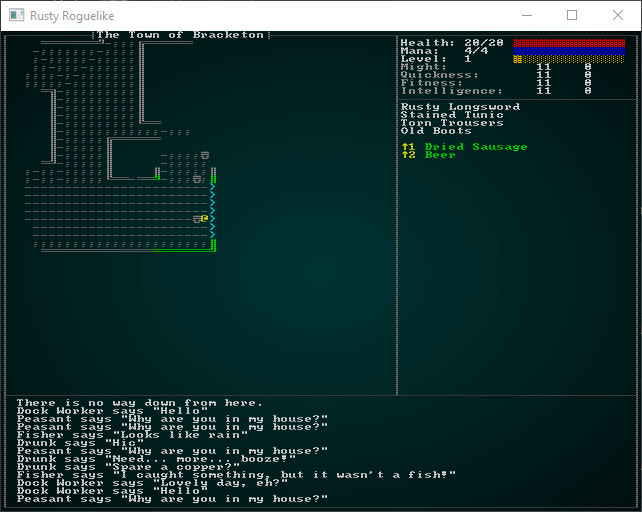 Rusty Roguelike
The Town of Bracketon
Health: 20/20
Mana: 4/4
Level: 1
Might: 11 0
Quickness: 11 0
Fitness: 11 0
Intelligence: 11 0
Rusty Longsword
Stained Tunic
Torn Trousers
Old Boots
↑1 Dried Sausage
↑2 Beer
There is no way down from here.
Dock Worker says "Hello"
Peasant says "Why are you in my house?"
Peasant says "Why are you in my house?"
Fisher says "Looks like rain"
Drunk says "Hic"
Peasant says "Why are you in my house?"
Drunk says "Need... more... booze!"
Drunk says "Spare a copper?"
Fisher says "I caught something, but it wasn't a fish!"
Dock Worker says "Lovely day, eh?"
Dock Worker says "Hello"
Peasant says "Why are you in my house?"